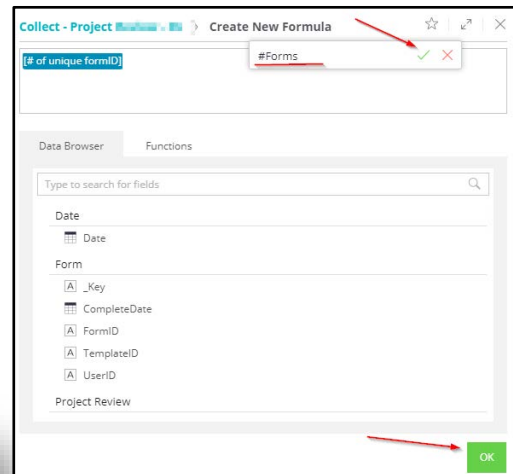 Collect - Project
Create New Formula
#Forms
[# of unique formID]
Data Browser
Functions
Type to search for fields
Date
Date
Form
A _Key
CompleteDate
A FormID
A TemplateID
A UserID
Project Review
OK